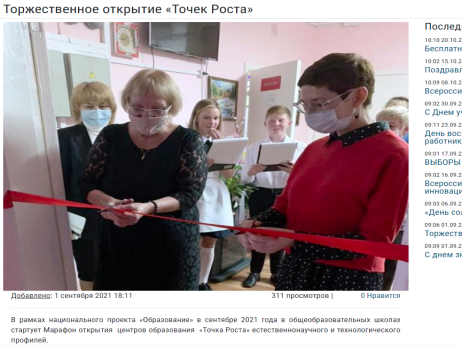 Торжественное открытие «Точек Роста»
Добавлено: 1 сентября 2021 18:11
311 просмотров |
0 Нравится
В рамках национального проекта «Образование» в сентябре 2021 года в общеобразовательных школах
стартует Марафон открытия центров образования «Точка Роста» естественнонаучного и технологического
профилей.
Последн
10:10 20.10.2
Бесплатн
10:02 15.10.2
Поздравл
10:09 08.10.2
Всеросси
09:02 30.09.2
С Днем уч
09:11 23.09.2
День вос
работник
09:01 17.09.2
ВЫБОРЫ
09:02 16.09.2
Всеросси
инноваци
09:03 06.09.2
«День сол
09:06 01.09.2
Торжеств
09:09 01.09.2
С днем зн